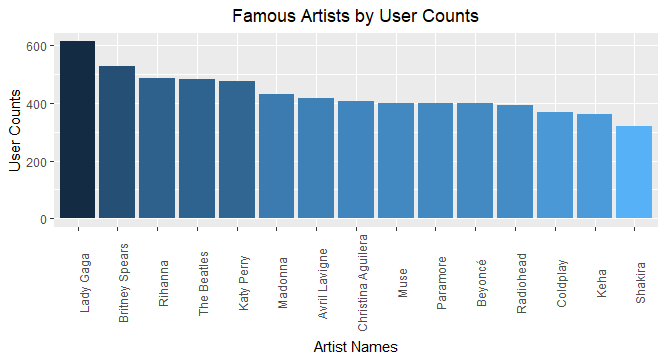 Famous Artists by User Counts
User Counts
600
400
200
0
Lady Gaga
Britney Spears
Rihanna
The Beatles
Katy Perry
Madonna
Avril Lavigne
Christina Aguilera
Muse
Paramore
Beyoncé
Radiohead
Coldplay
Keha
Shakira
Artist Names